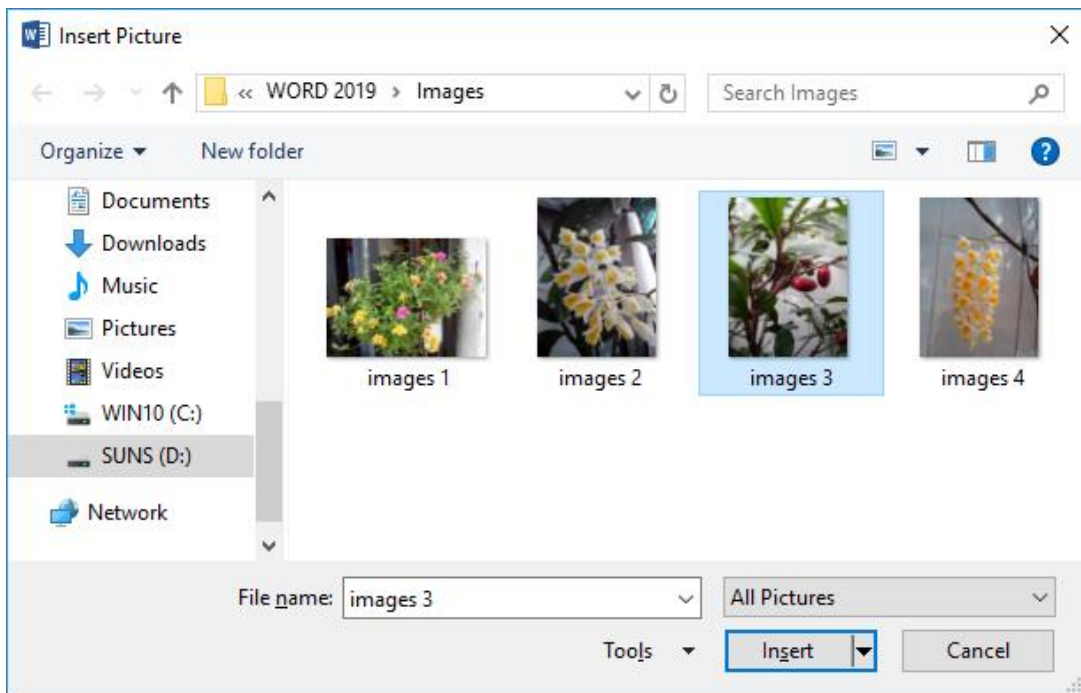 Insert Picture
« WORD 2019 › Images
Search Images
Organize
New folder
Documents
Downloads
Music
Pictures
Videos
WIN10 (C:)
SUNS (D:)
Network
images 1
images 2
images 3
images 4
File name:
images 3
All Pictures
Tools
Insert
Cancel